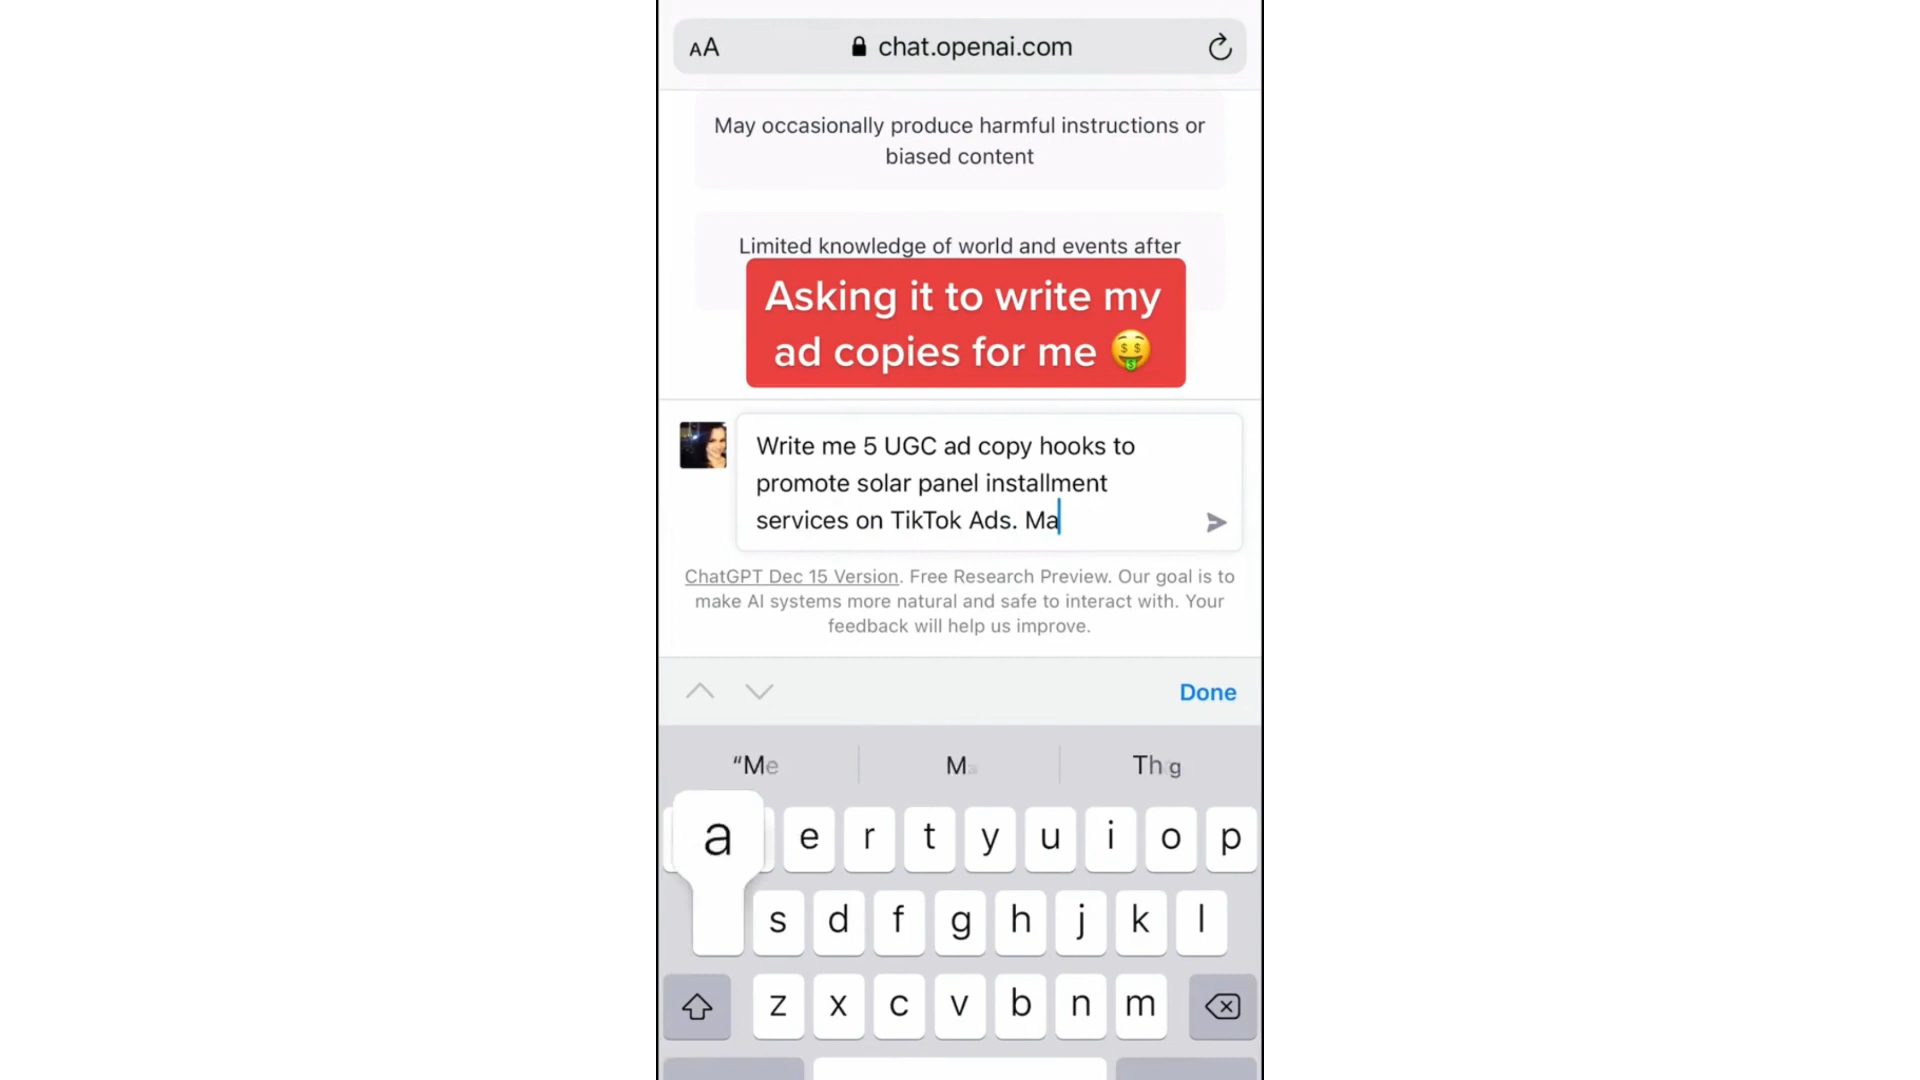 AA chat.openai.com
May occasionally produce harmful instructions or
biased content
Limited knowledge of world and events after
Asking it to write my
ad copies for me
Write me 5 UGC ad copy hooks to
promote solar panel installment
services on TikTok Ads. Ma
ChatGPT Dec 15 Version. Free Research Preview. Our goal is to
make AI systems more natural and safe to interact with. Your
feedback will help us improve.
Done
“Me Ma
a e r t y u i o p
s d f g h j k l
z x c v b n m